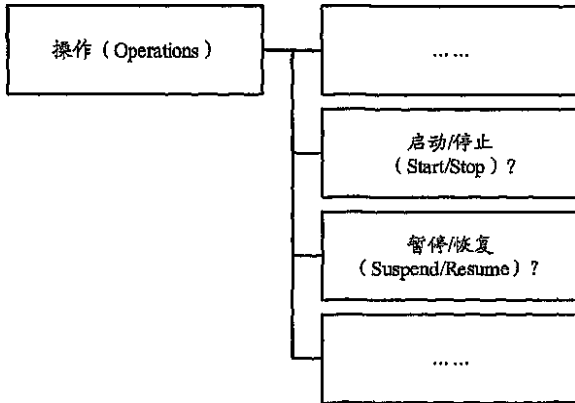 操作（Operations）
……
启动/停止
（Start/Stop）?
暂停/恢复
（Suspend/Resume）?
……